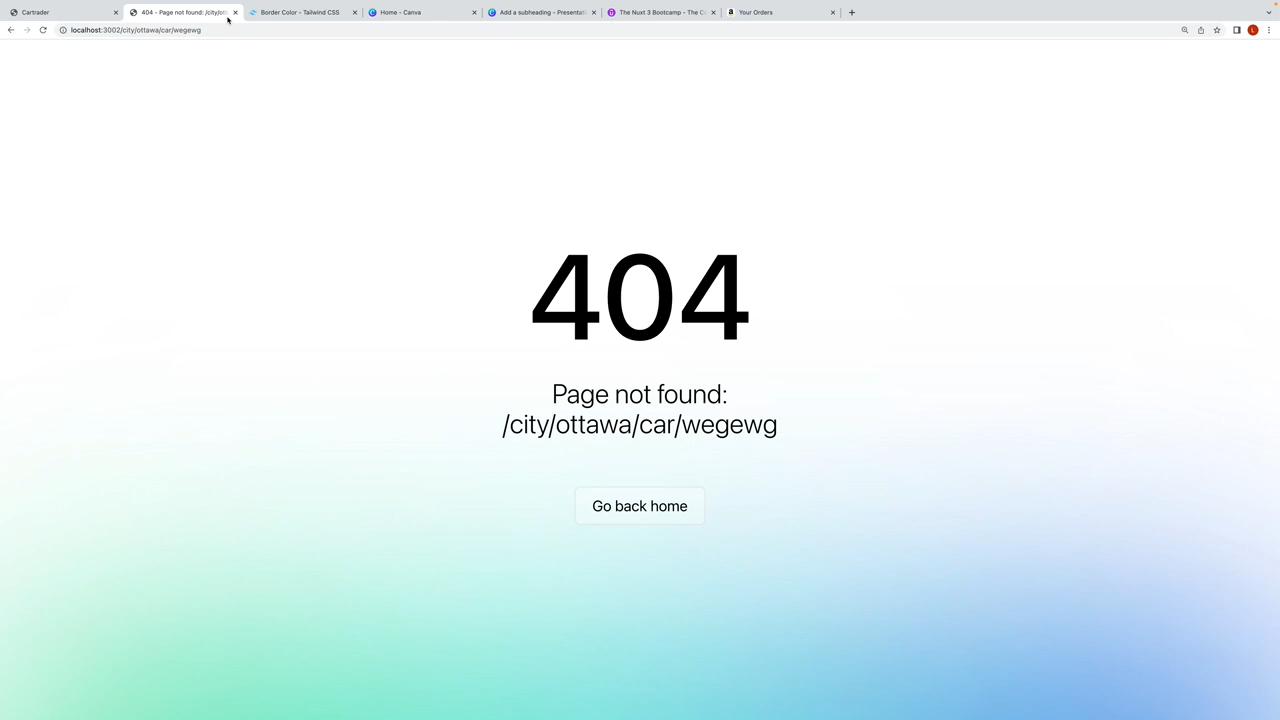 Cartrader
404 - Page not found: /city/ot
Border Color - Tailwind CSS
Home - Canva
Add a subheading - Presentati
The Nuxt 3 Bootcamp - The C
Your Orders
localhost:3002/city/ottawa/car/wegewg
L
404
Page not found:
/city/ottawa/car/wegewg
Go back home